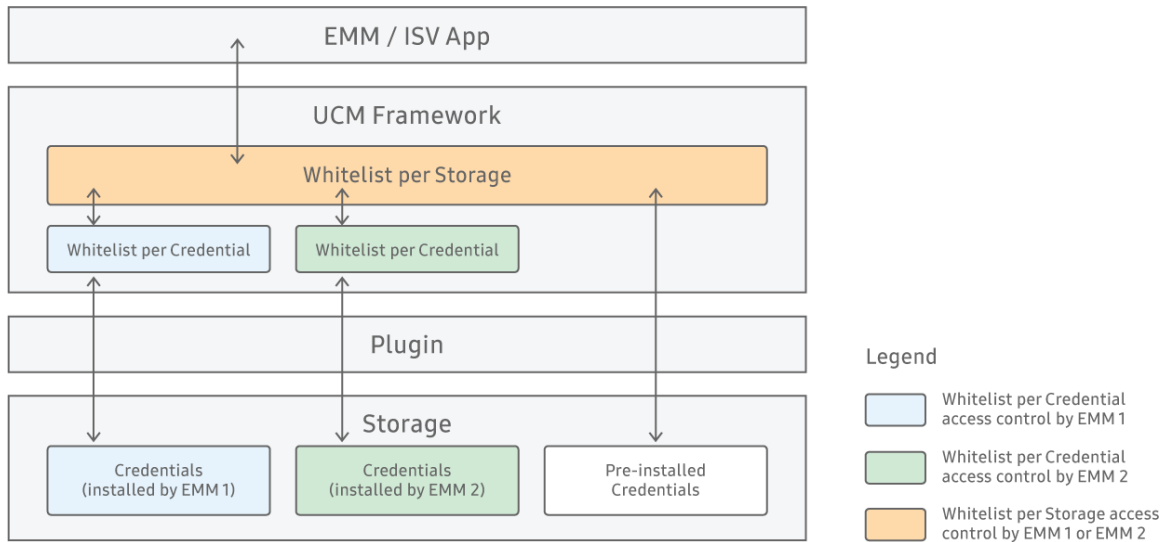 EMM / ISV App
UCM Framework
Whitelist per Storage
Whitelist per Credential
Whitelist per Credential
Plugin
Storage
Credentials
(installed by EMM 1)
Credentials
(installed by EMM 2)
Pre-installed
Credentials
Legend
Whitelist per Credential
access control by EMM 1
Whitelist per Credential
access control by EMM 2
Whitelist per Storage access
control by EMM 1 or EMM 2